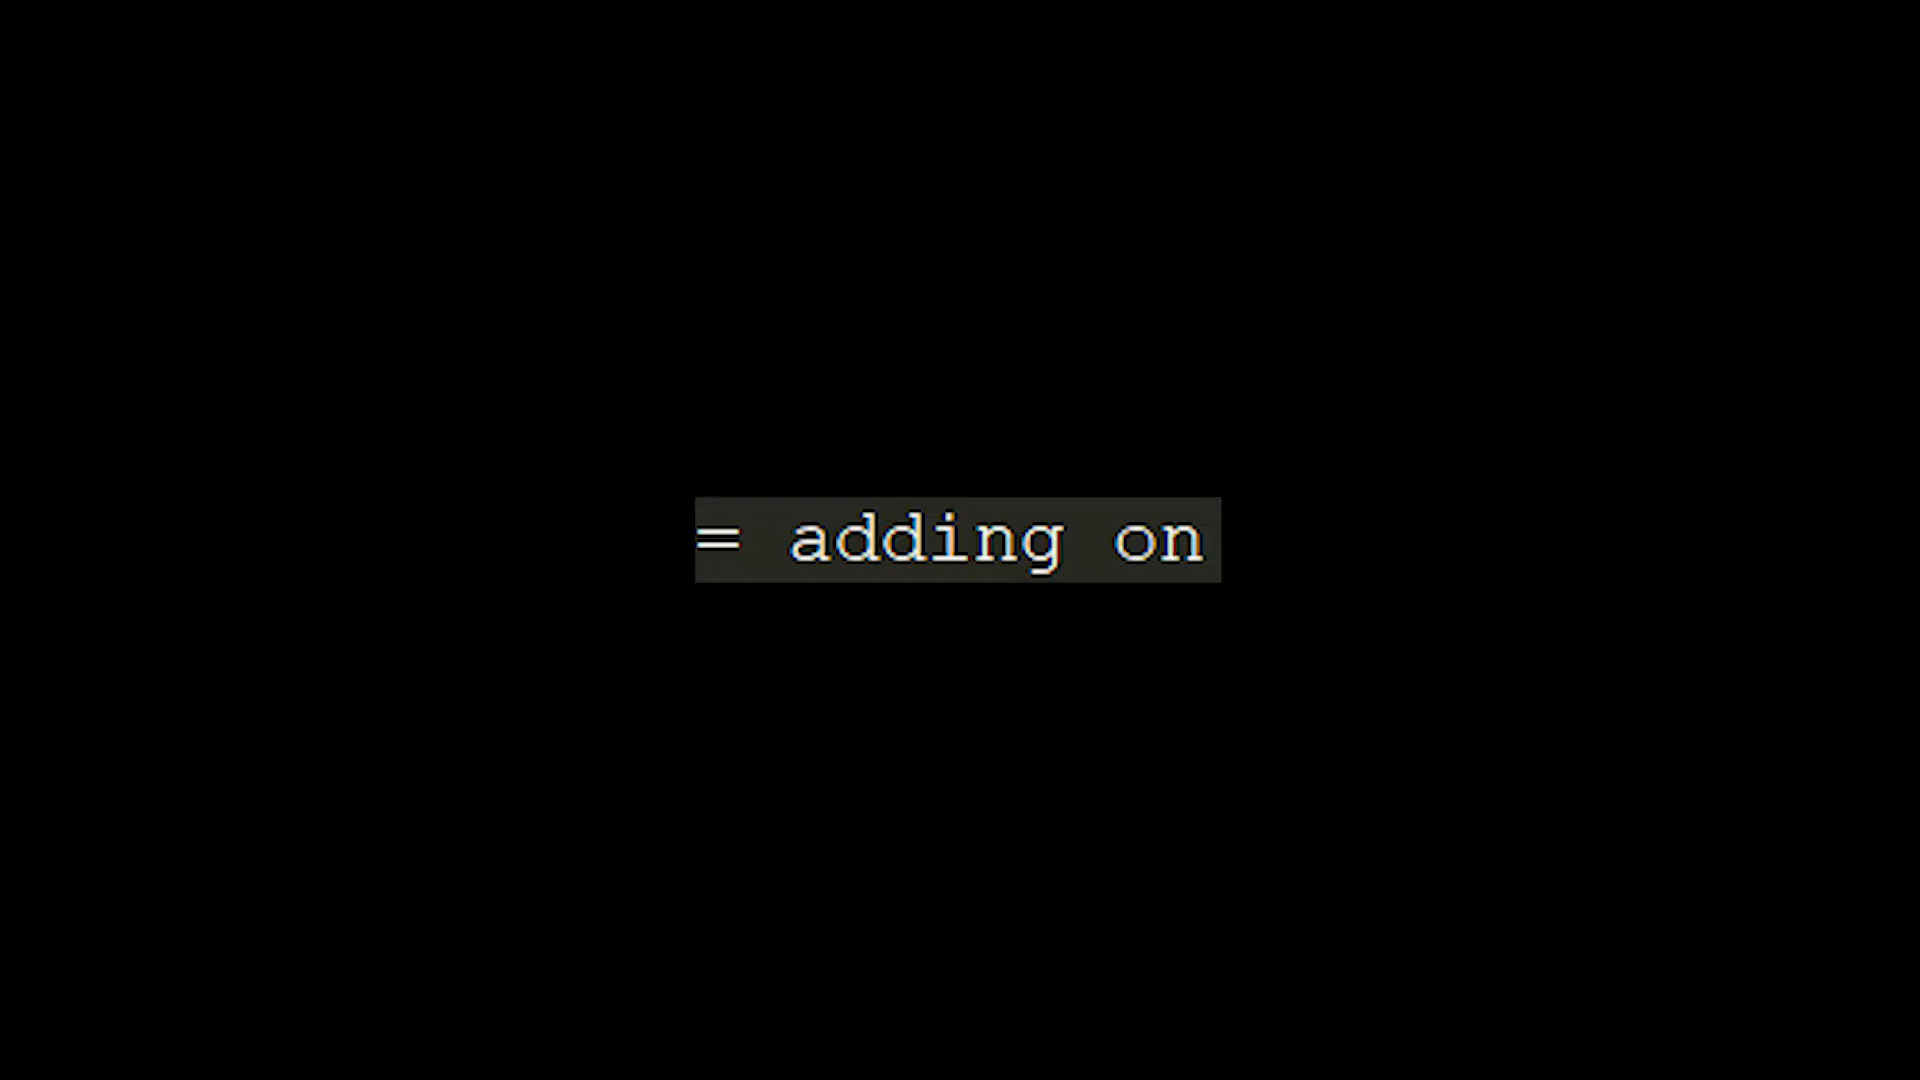 = adding on